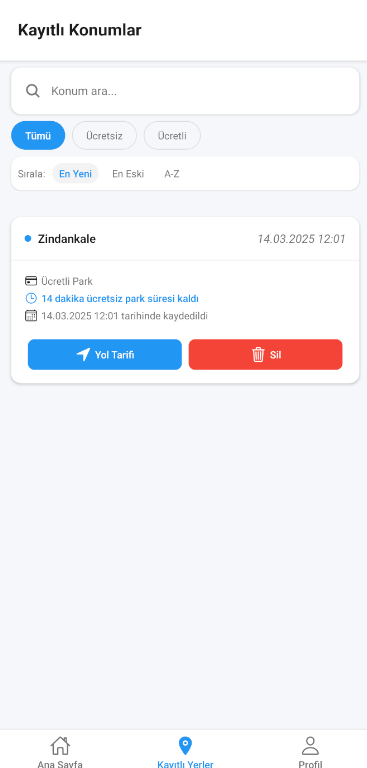 Kayıtlı Konumlar
Konum ara...
Tümü Ücretsiz Ücretli
Sırala: En Yeni En Eski A-Z
Zindankale 14.03.2025 12:01
Ücretli Park
14 dakika ücretsiz park süresi kaldı
14.03.2025 12:01 tarihinde kaydedildi
Yol Tarifi Sil
Ana Sayfa Kayıtlı Yerler Profil